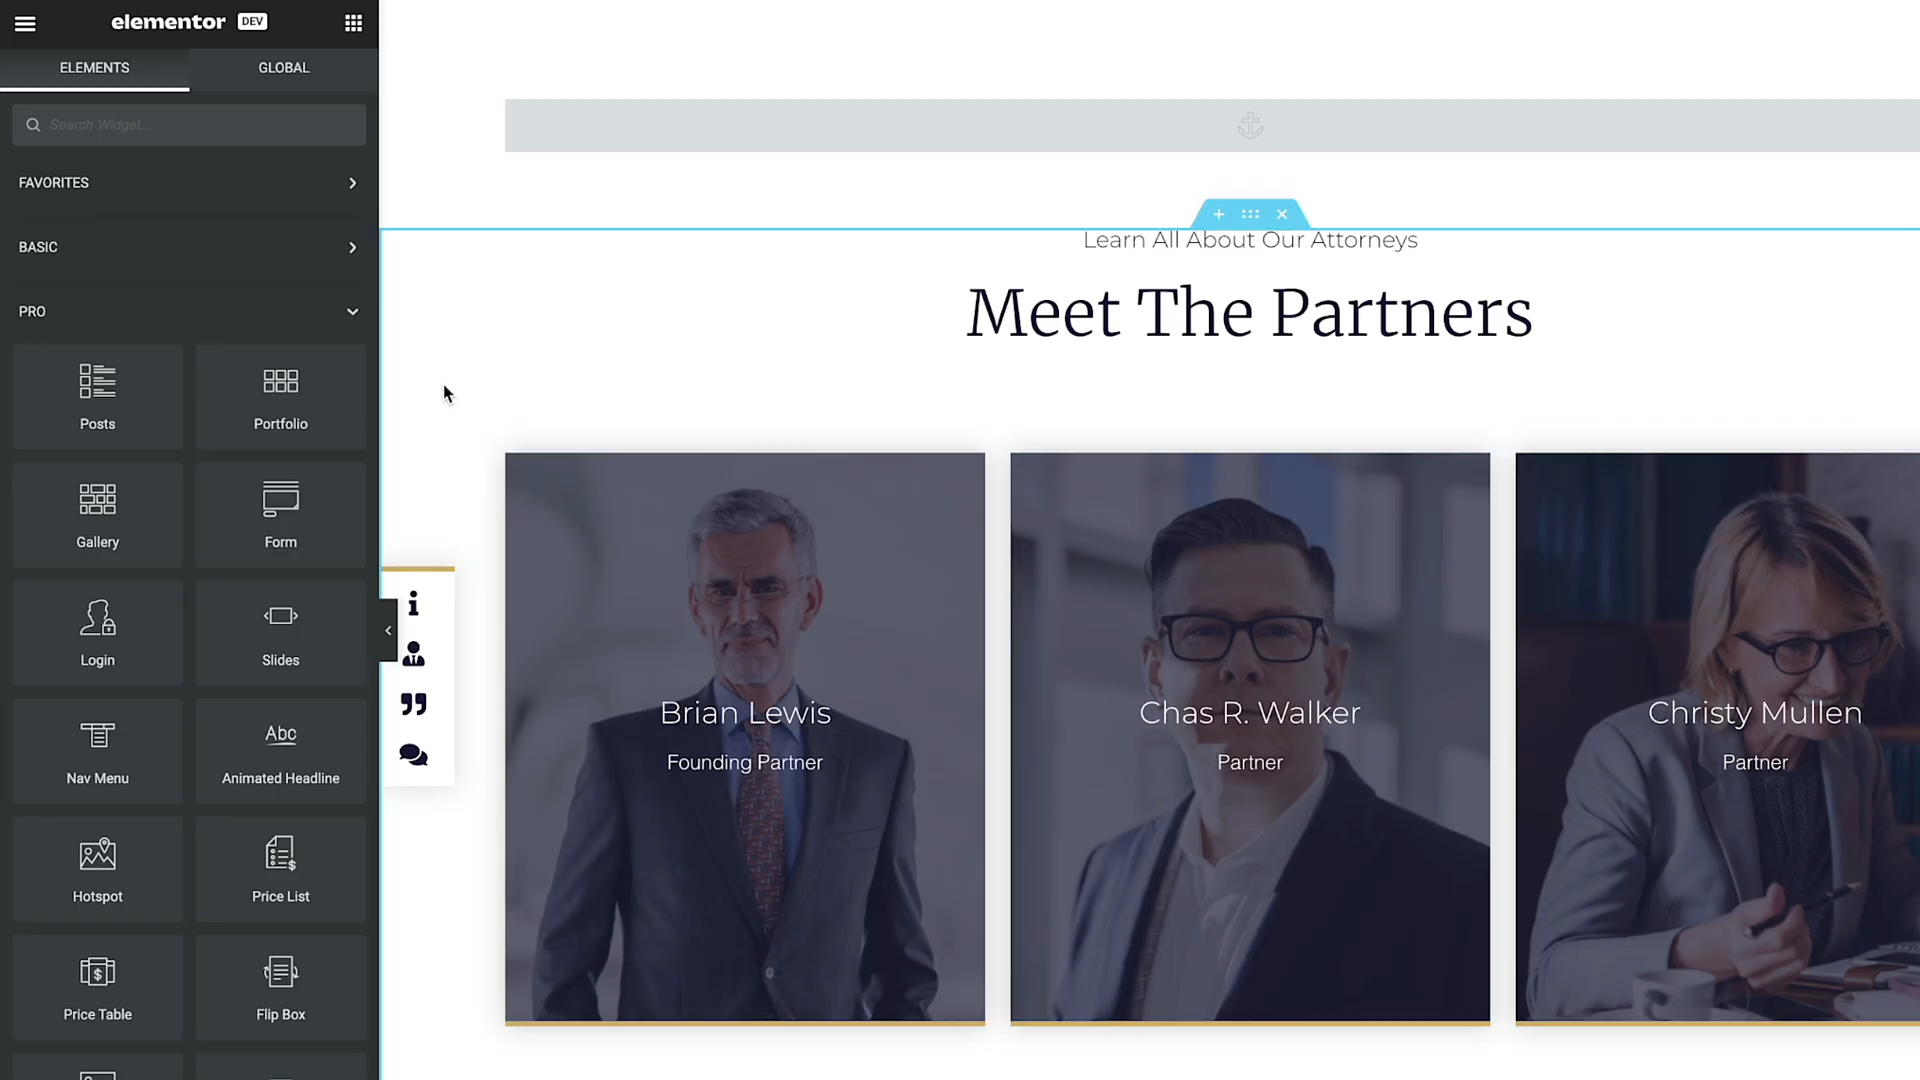 elementor DEV
ELEMENTS
GLOBAL
Search Widget...
FAVORITES
BASIC
PRO
Posts
Portfolio
Gallery
Form
Login
Slides
Nav Menu
Abc
Animated Headline
Hotspot
Price List
Price Table
Flip Box
Learn All About Our Attorneys
Meet The Partners
Brian Lewis
Founding Partner
Chas R. Walker
Partner
Christy Mullen
Partner